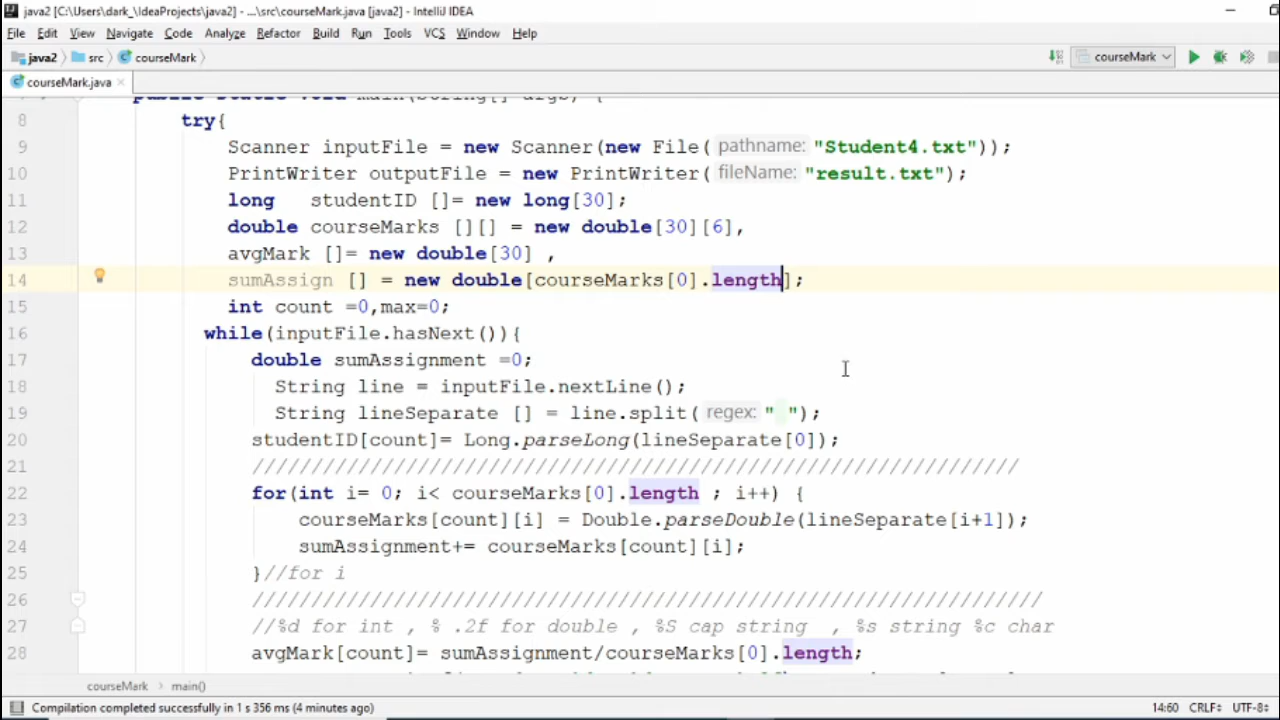 java2 [C:\Users\dark_\IdeaProjects\java2] - ...\src\courseMark.java [java2] - IntelliJ IDEA
File Edit View Navigate Code Analyze Refactor Build Run Tools VCS Window Help
java2 src courseMark courseMark
courseMark.java
public static void main(String[] args) {
8 try{
9 Scanner inputFile = new Scanner(new File( pathname: "Student4.txt"));
10 PrintWriter outputFile = new PrintWriter( fileName: "result.txt");
11 long   studentID []= new long[30];
12 double courseMarks [][] = new double[30][6],
13 avgMark []= new double[30] ,
14 sumAssign [] = new double[courseMarks[0].length];
15 int count =0,max=0;
16 while(inputFile.hasNext()){
17 double sumAssignment =0;
18 String line = inputFile.nextLine();
19 String lineSeparate [] = line.split( regex: " ");
20 studentID[count]= Long.parseLong(lineSeparate[0]);
21 /////////////////////////////////////////////////////////////////
22 for(int i= 0; i< courseMarks[0].length ; i++) {
23 courseMarks[count][i] = Double.parseDouble(lineSeparate[i+1]);
24 sumAssignment+= courseMarks[count][i];
25 }//for i
26 ///////////////////////////////////////////////////////////////////
27 //%d for int , % .2f for double , %S cap string  , %s string %c char
28 avgMark[count]= sumAssignment/courseMarks[0].length;
courseMark main()
Compilation completed successfully in 1 s 356 ms (4 minutes ago) 14:60 CRLF UTF-8